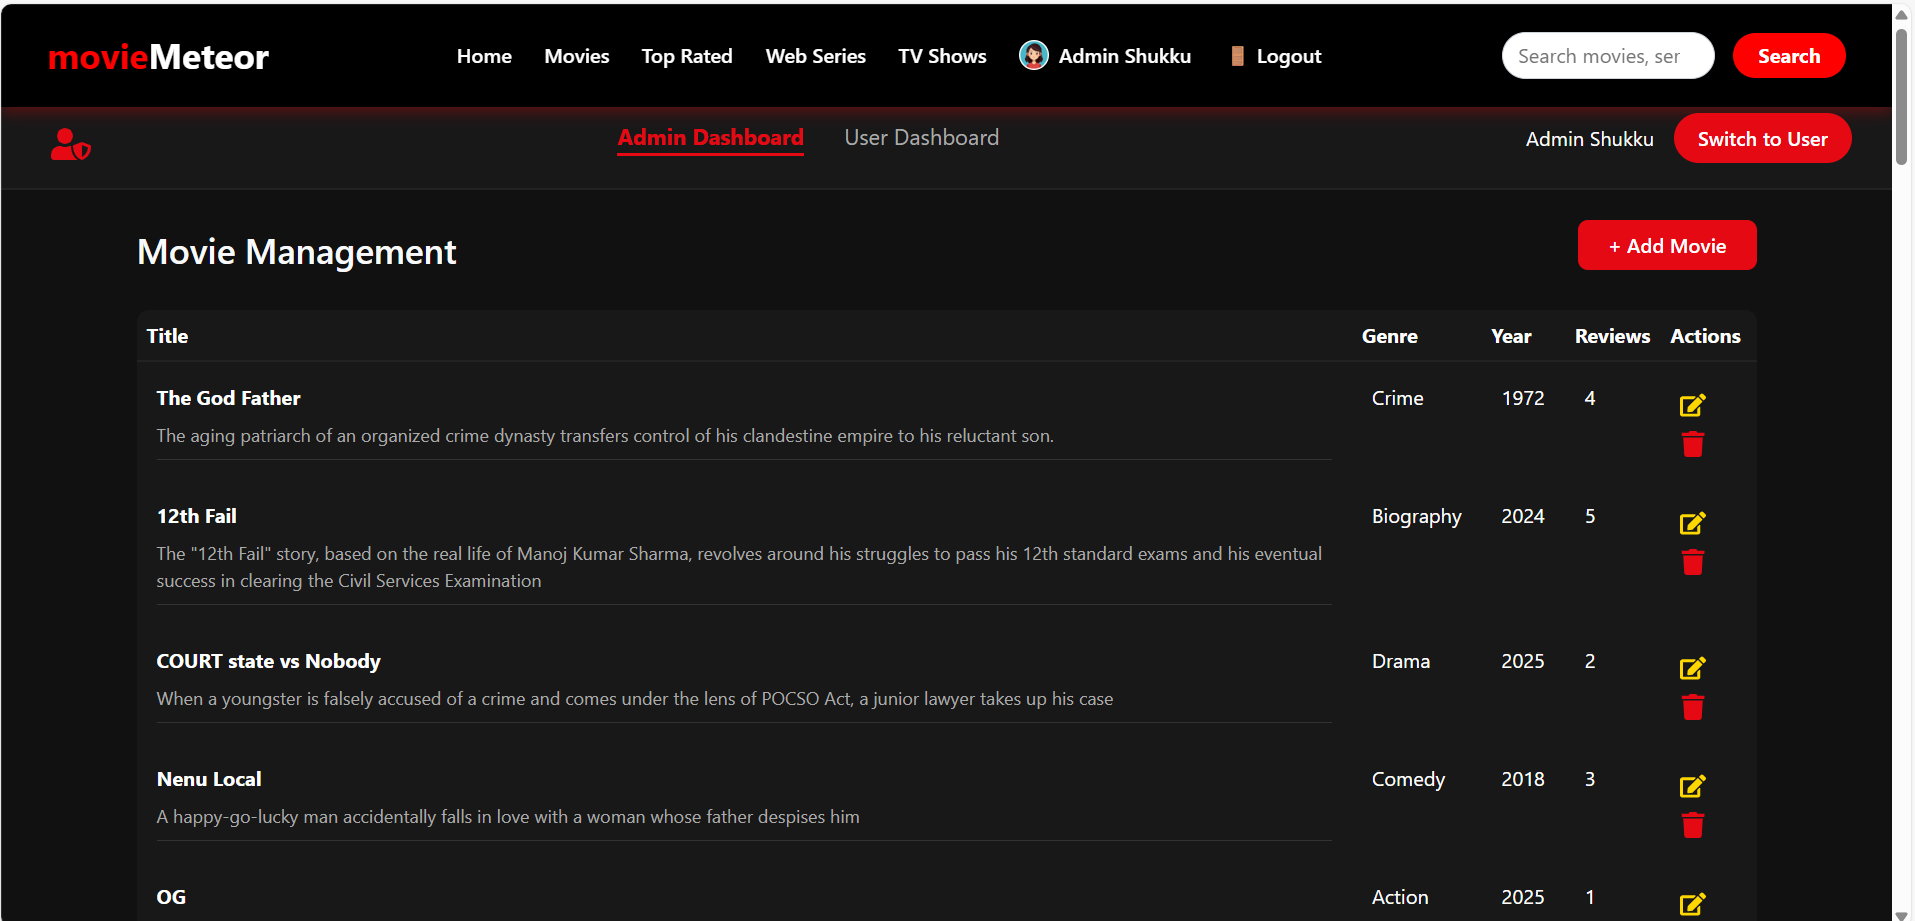 movieMeteor Home Movies Top Rated Web Series TV Shows Admin Shukku Logout Search movies, ser Search
Admin Dashboard User Dashboard Admin Shukku Switch to User
Movie Management + Add Movie
Title Genre Year Reviews Actions
The God Father Crime 1972 4
The aging patriarch of an organized crime dynasty transfers control of his clandestine empire to his reluctant son.
12th Fail Biography 2024 5
The "12th Fail" story, based on the real life of Manoj Kumar Sharma, revolves around his struggles to pass his 12th standard exams and his eventual
success in clearing the Civil Services Examination
COURT state vs Nobody Drama 2025 2
When a youngster is falsely accused of a crime and comes under the lens of POCSO Act, a junior lawyer takes up his case
Nenu Local Comedy 2018 3
A happy-go-lucky man accidentally falls in love with a woman whose father despises him
OG Action 2025 1